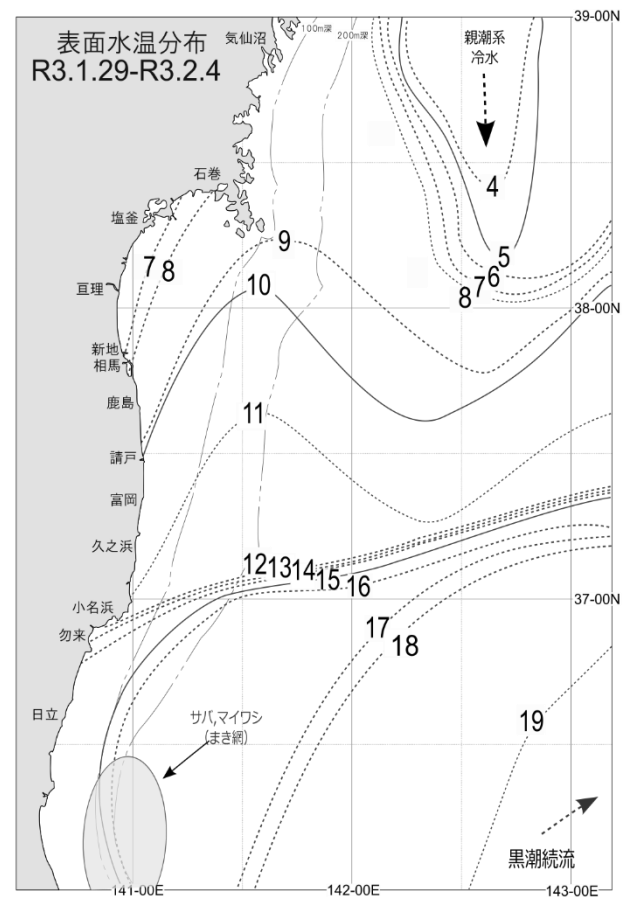 表面水温分布
R3.1.29-R3.2.4
気仙沼
100m深
200m深
親潮系
冷水
39-00N
石巻
塩釜
亘理
新地
相馬
鹿島
請戸
富岡
久之浜
小名浜
勿来
日立
4
5
6
7
8
7
8
9
10
38-00N
11
12
13
14
15
16
37-00N
17
18
19
サバ,マイワシ
(まき網)
黒潮続流
141-00E
142-00E
143-00E